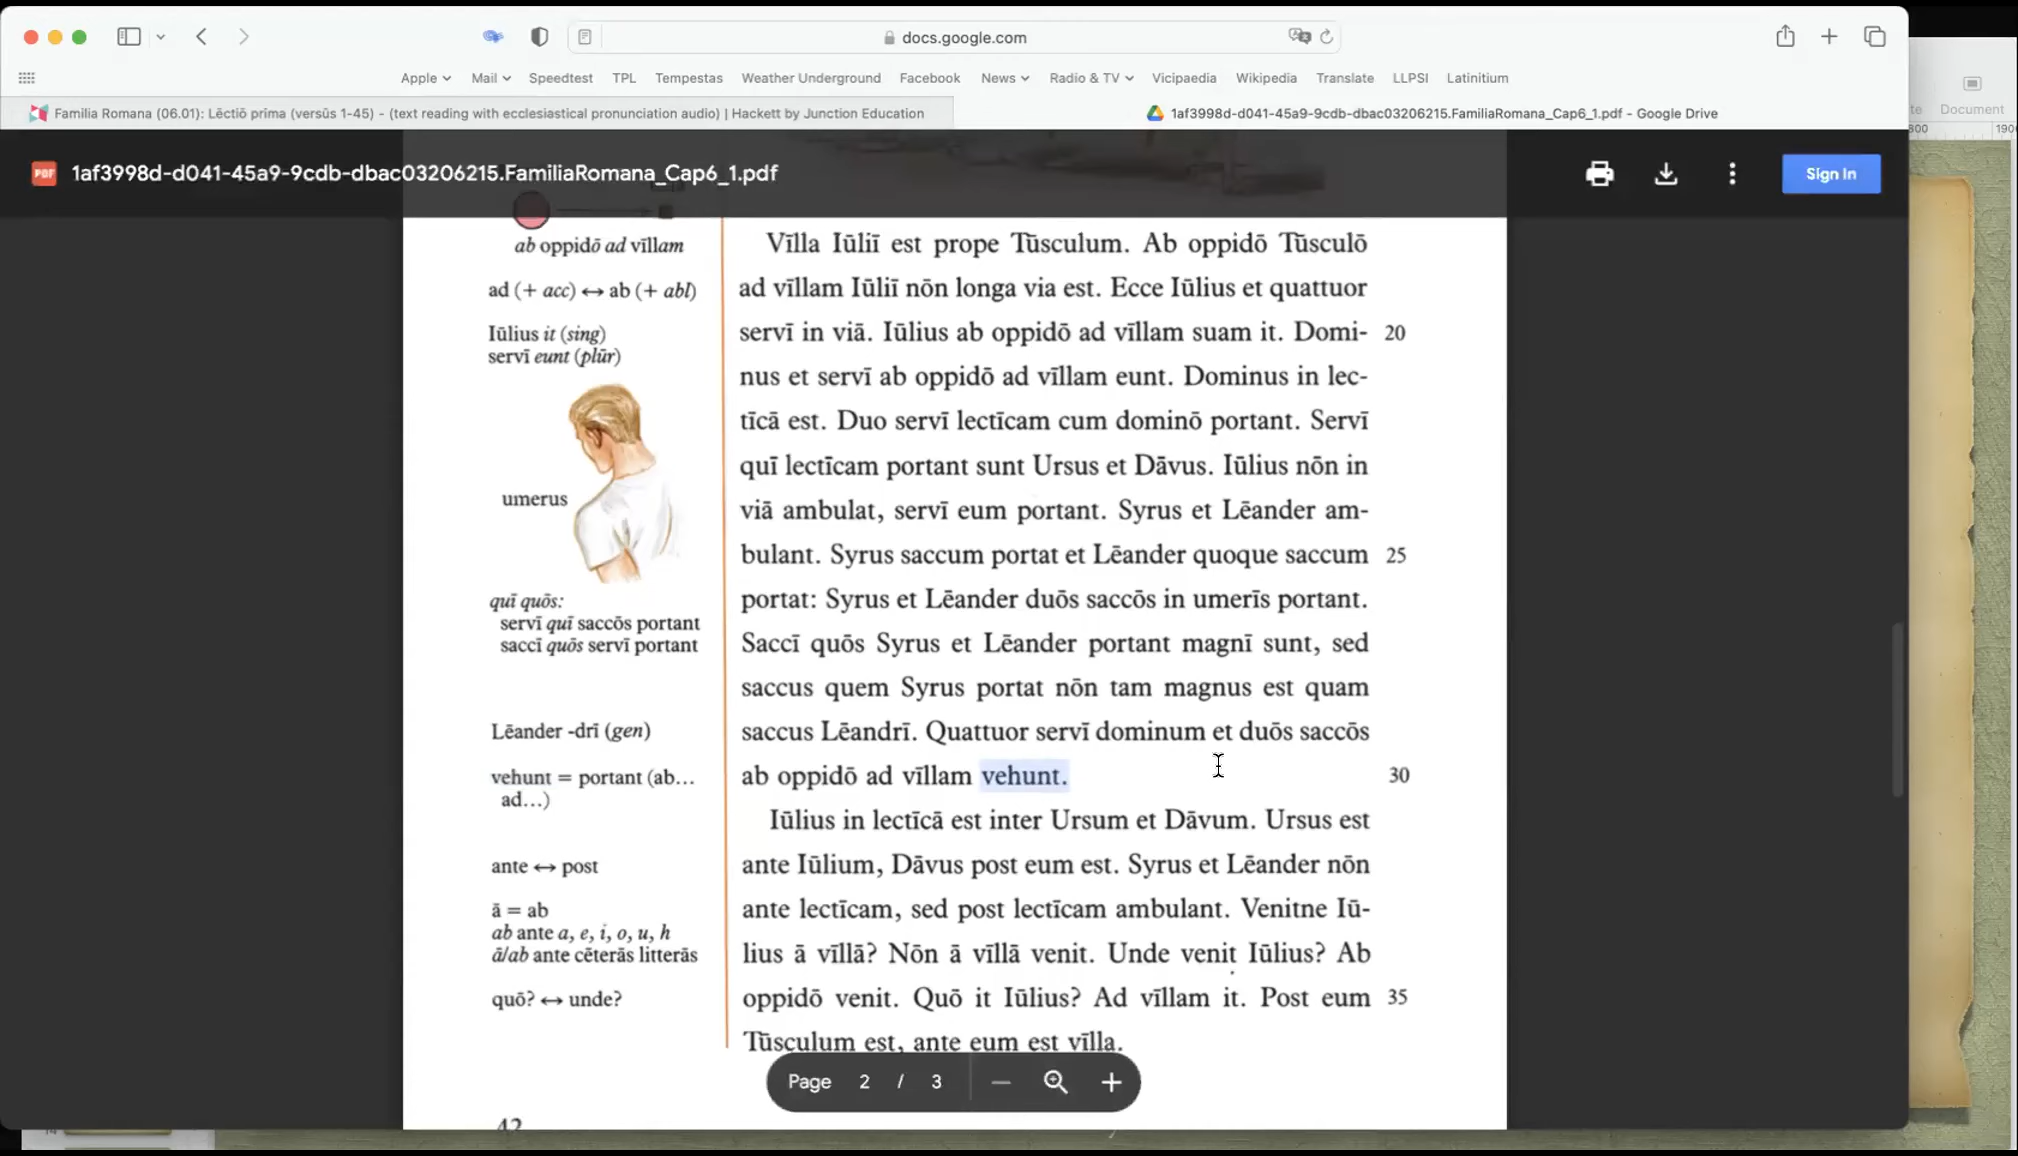 docs.google.com
Apple Mail Speedtest TPL Tempestas Weather Underground Facebook News Radio & TV Vicipaedia Wikipedia Translate LLPSI Latinitium
Familia Romana (06.01): Lēctiō prīma (versūs 1-45) - (text reading with ecclesiastical pronunciation audio) | Hackett by Junction Education
1af3998d-d041-45a9-9cdb-dbac03206215.FamiliaRomana_Cap6_1.pdf - Google Drive
Document
1900
PDF
1af3998d-d041-45a9-9cdb-dbac03206215.FamiliaRomana_Cap6_1.pdf
Sign In
ab oppidō ad vīllam
ad (+ acc) ↔ ab (+ abl)
Iūlius it (sing)
servī eunt (plūr)
umerus
quī quōs:
servī quī saccōs portant
saccī quōs servī portant
Lēander -drī (gen)
vehunt = portant (ab...
ad...)
ante ↔ post
ā = ab
ab ante a, e, i, o, u, h
ā/ab ante cēterās litterās
quō? ↔ unde?
Vīlla Iūliī est prope Tūsculum. Ab oppidō Tūsculō
ad vīllam Iūliī nōn longa via est. Ecce Iūlius et quattuor
servī in viā. Iūlius ab oppidō ad vīllam suam it. Domi- 20
nus et servī ab oppidō ad vīllam eunt. Dominus in lec-
tīcā est. Duo servī lectīcam cum dominō portant. Servī
quī lectīcam portant sunt Ursus et Dāvus. Iūlius nōn in
viā ambulat, servī eum portant. Syrus et Lēander am-
bulant. Syrus saccum portat et Lēander quoque saccum 25
portat: Syrus et Lēander duōs saccōs in umerīs portant.
Saccī quōs Syrus et Lēander portant magnī sunt, sed
saccus quem Syrus portat nōn tam magnus est quam
saccus Lēandrī. Quattuor servī dominum et duōs saccōs
ab oppidō ad vīllam vehunt. 30
Iūlius in lectīcā est inter Ursum et Dāvum. Ursus est
ante Iūlium, Dāvus post eum est. Syrus et Lēander nōn
ante lectīcam, sed post lectīcam ambulant. Venitne Iū-
lius ā vīllā? Nōn ā vīllā venit. Unde venit Iūlius? Ab
oppidō venit. Quō it Iūlius? Ad vīllam it. Post eum 35
Tūsculum est, ante eum est vīlla.
Page 2 / 3
42